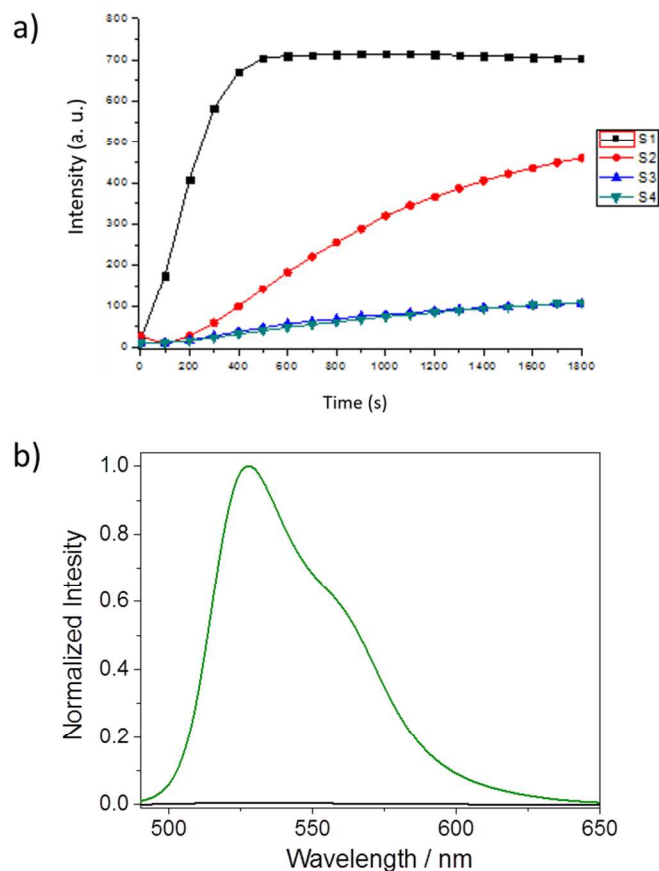 a)
800
700
600
500
400
300
200
100
0
Intensity (a. u.)
S1
S2
S3
S4
0 200 400 600 800 1000 1200 1400 1600 1800
Time (s)
b)
1.0
0.8
0.6
0.4
0.2
0.0
Normalized Intesity
500 550 600 650
Wavelength / nm